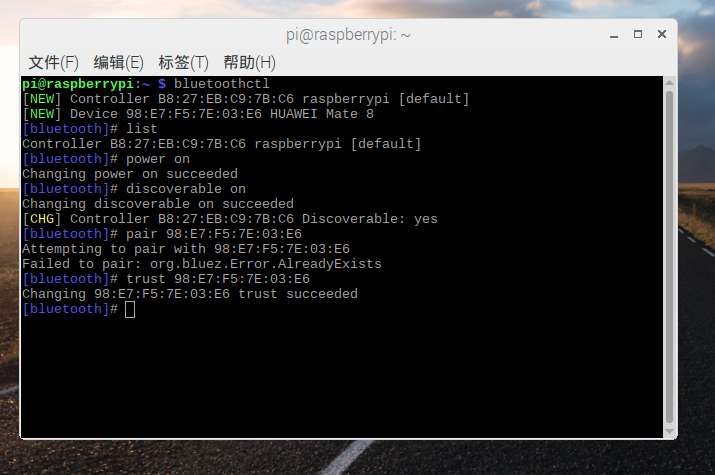 pi@raspberrypi: ~
文件(F) 编辑(E) 标签(T) 帮助(H)
pi@raspberrypi:~ $ bluetoothctl
[NEW] Controller B8:27:EB:C9:7B:C6 raspberrypi [default]
[NEW] Device 98:E7:F5:7E:03:E6 HUAWEI Mate 8
[bluetooth]# list
Controller B8:27:EB:C9:7B:C6 raspberrypi [default]
[bluetooth]# power on
Changing power on succeeded
[bluetooth]# discoverable on
Changing discoverable on succeeded
[CHG] Controller B8:27:EB:C9:7B:C6 Discoverable: yes
[bluetooth]# pair 98:E7:F5:7E:03:E6
Attempting to pair with 98:E7:F5:7E:03:E6
Failed to pair: org.bluez.Error.AlreadyExists
[bluetooth]# trust 98:E7:F5:7E:03:E6
Changing 98:E7:F5:7E:03:E6 trust succeeded
[bluetooth]#